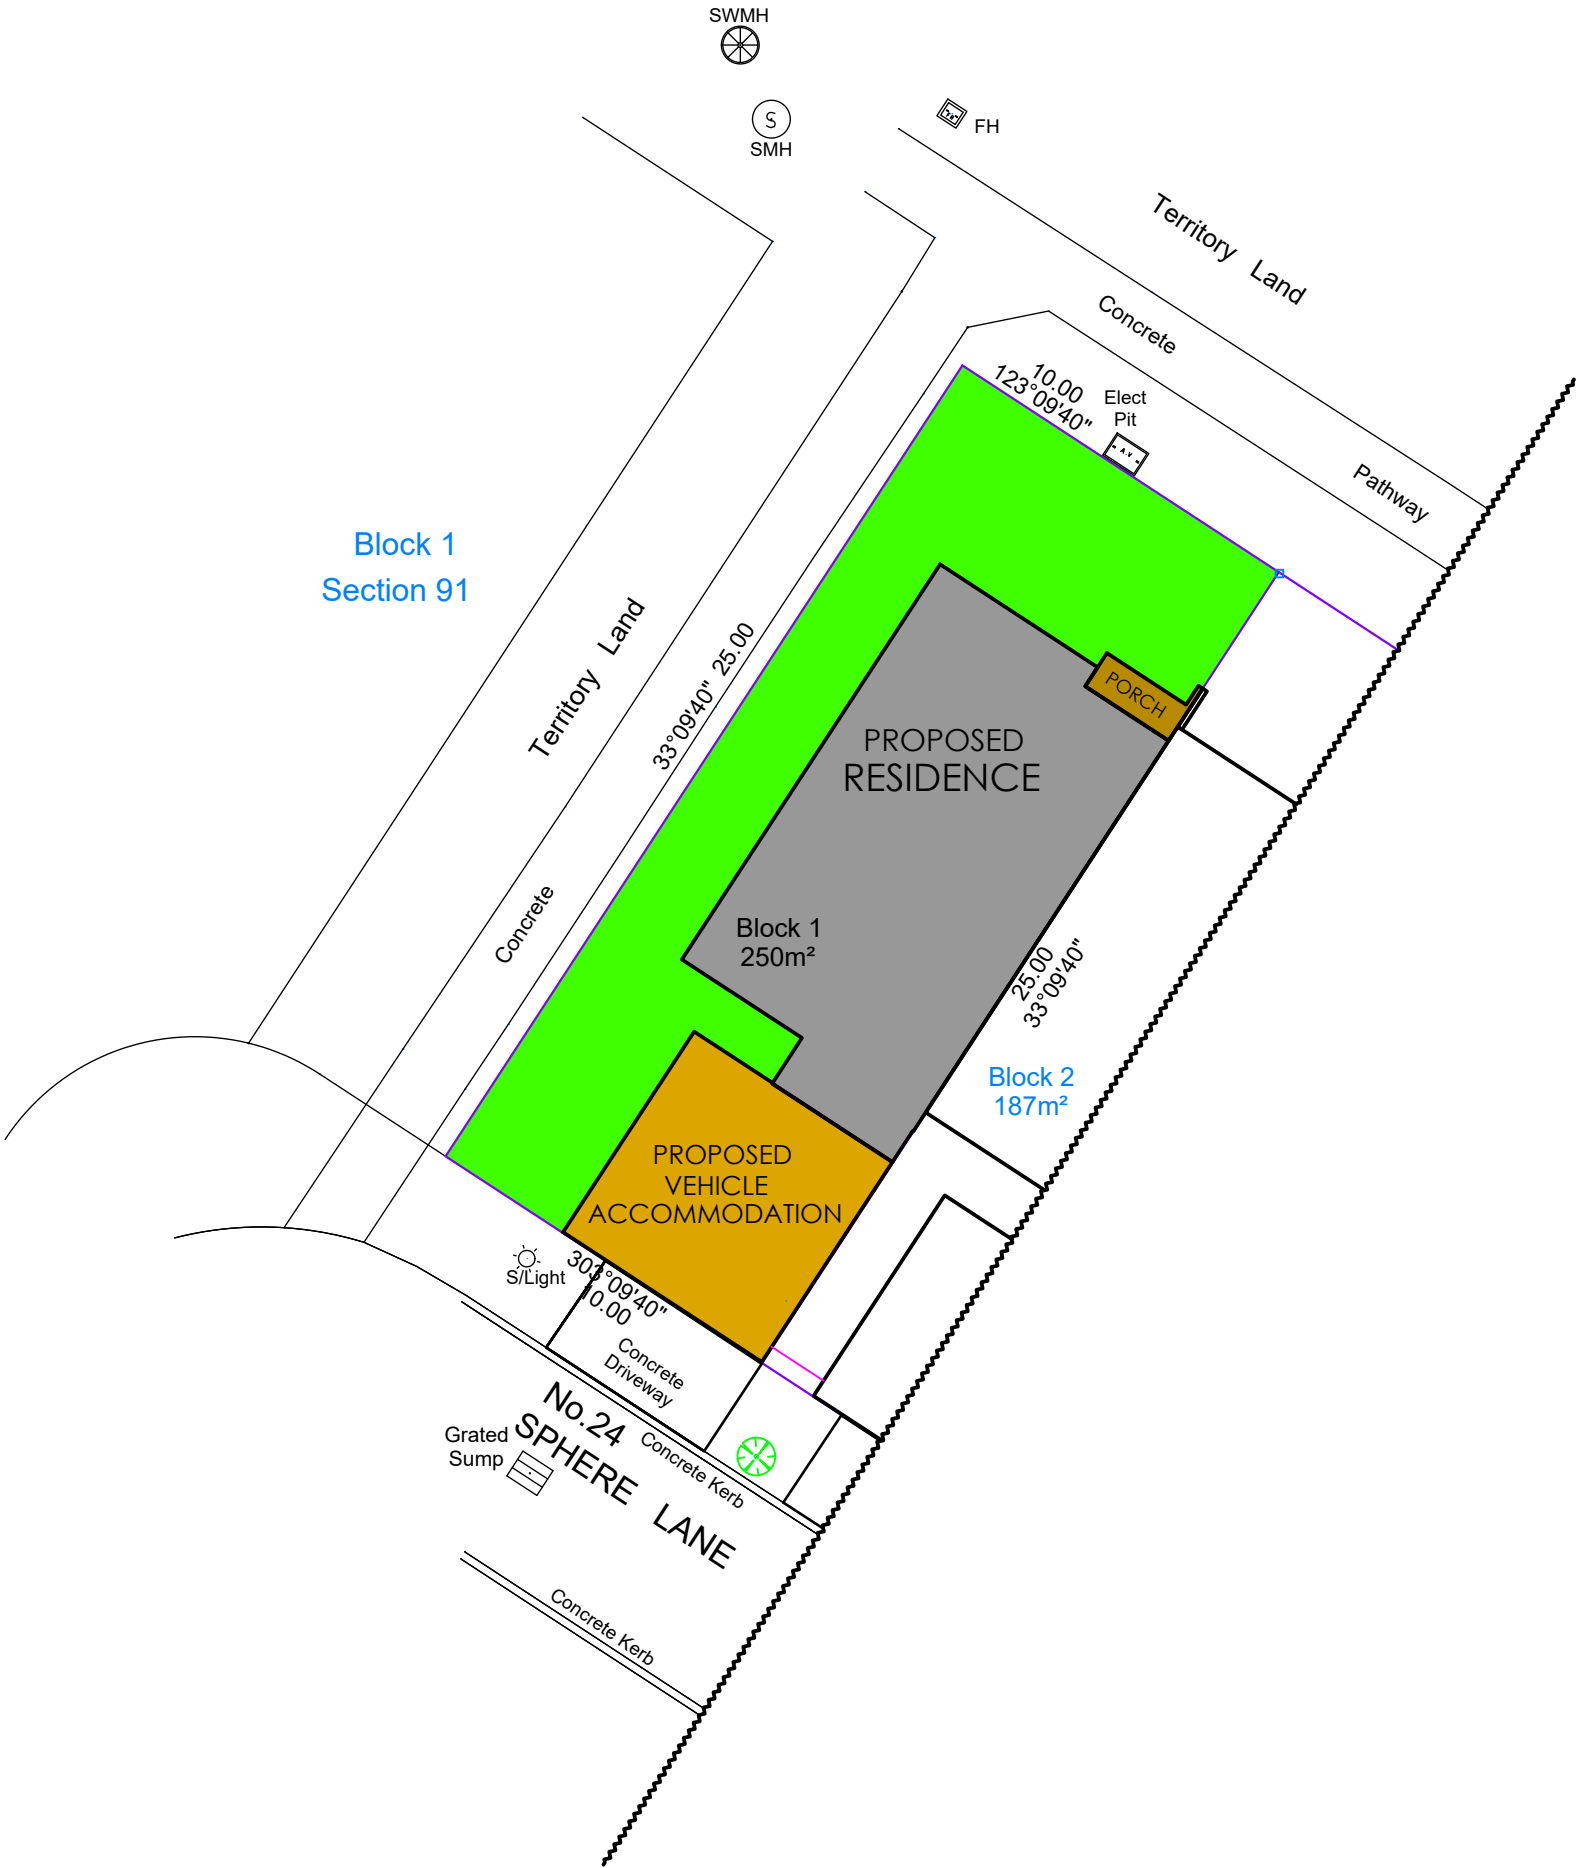 SWMH
S
SMH
FH
Territory Land
Concrete
Pathway
10.00
123°09'40"
Elect
Pit
Block 1
Section 91
Territory Land
33°09'40" 25.00
Concrete
PORCH
PROPOSED
RESIDENCE
Block 1
250m²
25.00
33°09'40"
Block 2
187m²
PROPOSED
VEHICLE
ACCOMMODATION
S/Light
303°09'40"
10.00
Concrete
Driveway
No.24
SPHERE LANE
Grated
Sump
Concrete Kerb
Concrete Kerb